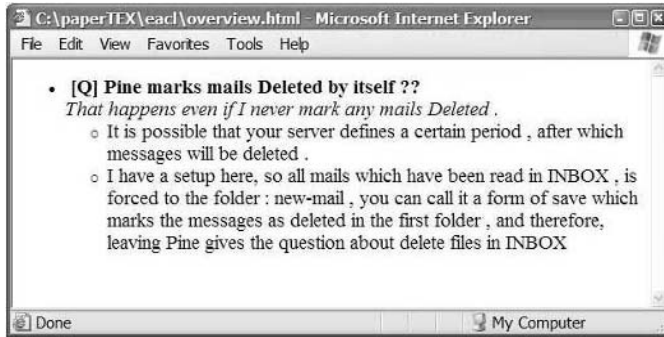 C:\paperTEX\eacl\overview.html - Microsoft Internet Explorer
File Edit View Favorites Tools Help
• [Q] Pine marks mails Deleted by itself ??
That happens even if I never mark any mails Deleted .
○ It is possible that your server defines a certain period , after which
messages will be deleted .
○ I have a setup here, so all mails which have been read in INBOX , is
forced to the folder : new-mail , you can call it a form of save which
marks the messages as deleted in the first folder , and therefore,
leaving Pine gives the question about delete files in INBOX
Done My Computer